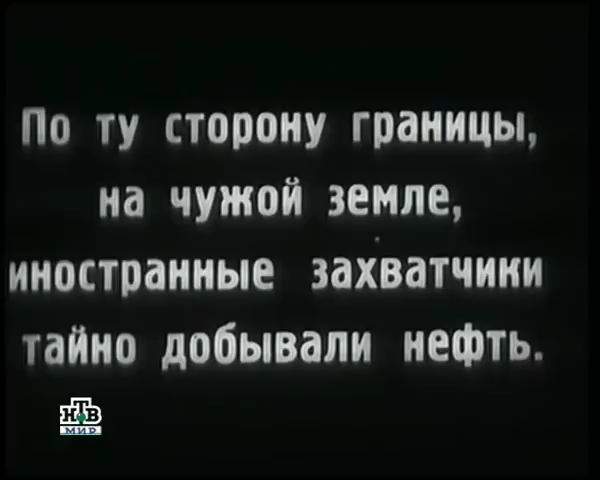 По ту сторону границы,
на чужой земле,
иностранные захватчики
тайно добывали нефть.
НТВ
МИР